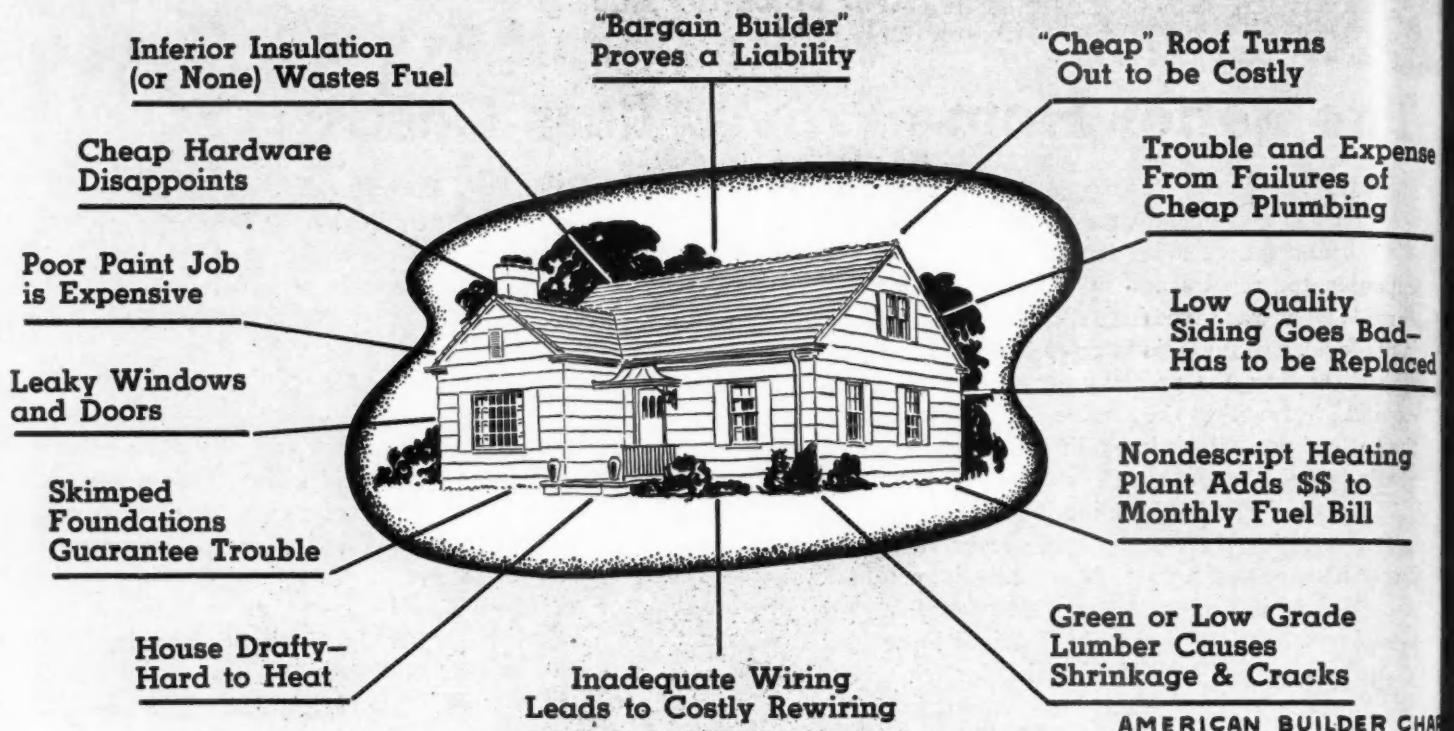 "Bargain Builder"
Proves a Liability
Inferior Insulation
(or None) Wastes Fuel
"Cheap" Roof Turns
Out to be Costly
Cheap Hardware
Disappoints
Trouble and Expense
From Failures of
Cheap Plumbing
Poor Paint Job
is Expensive
Low Quality
Siding Goes Bad–
Has to be Replaced
Leaky Windows
and Doors
Nondescript Heating
Plant Adds $$ to
Monthly Fuel Bill
Skimped
Foundations
Guarantee Trouble
Green or Low Grade
Lumber Causes
Shrinkage & Cracks
House Drafty–
Hard to Heat
Inadequate Wiring
Leads to Costly Rewiring
AMERICAN BUILDER